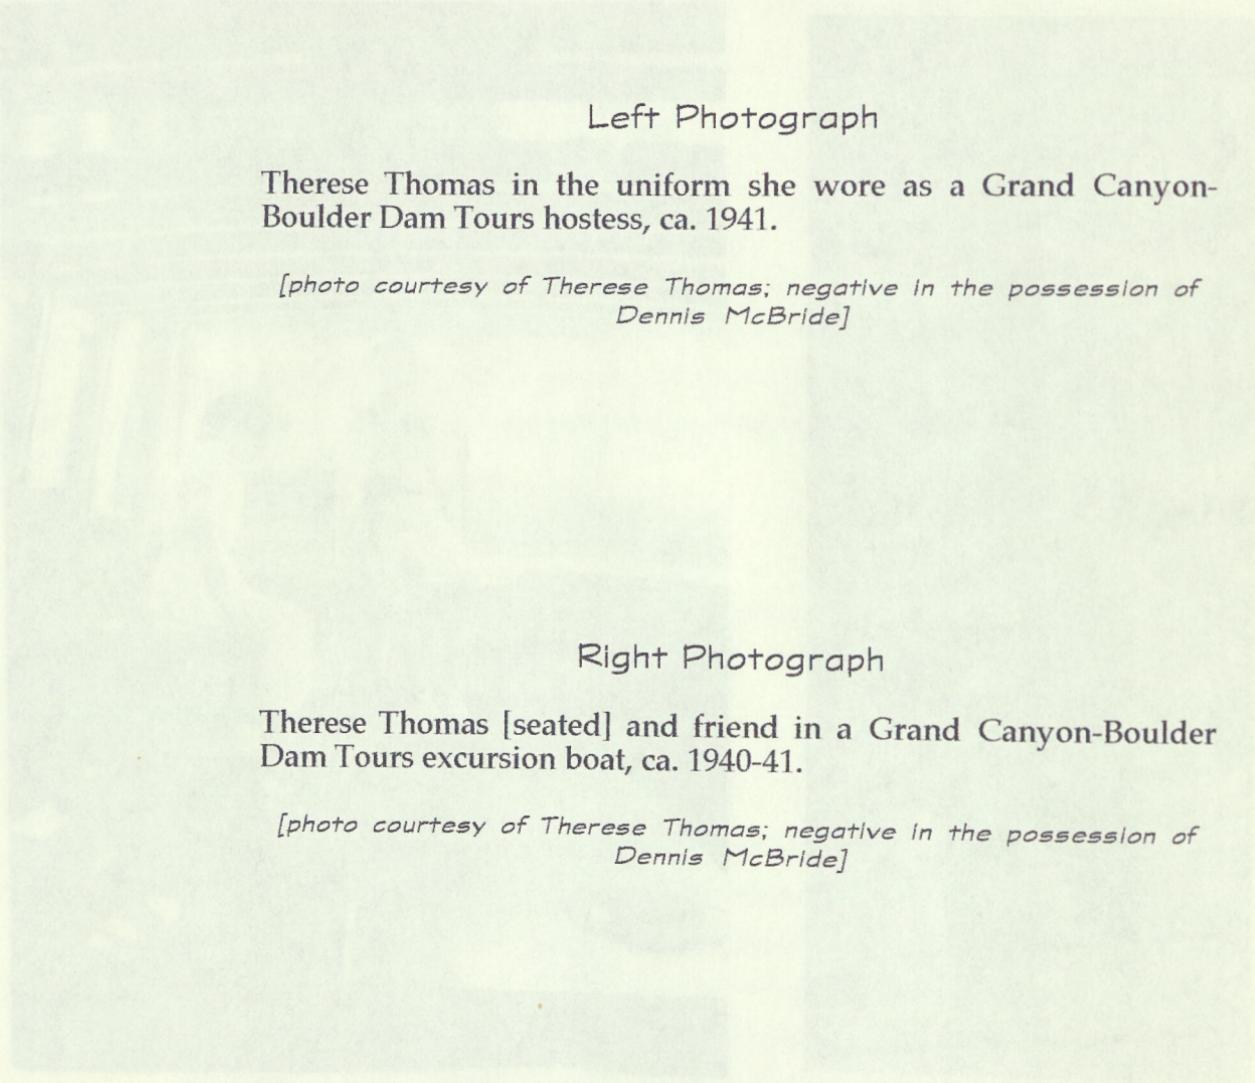 Left Photograph
Therese Thomas in the uniform she wore as a Grand Canyon-
Boulder Dam Tours hostess, ca. 1941.
[photo courtesy of Therese Thomas; negative in the possession of
Dennis McBride]
Right Photograph
Therese Thomas [seated] and friend in a Grand Canyon-Boulder
Dam Tours excursion boat, ca. 1940-41.
[photo courtesy of Therese Thomas; negative in the possession of
Dennis McBride]